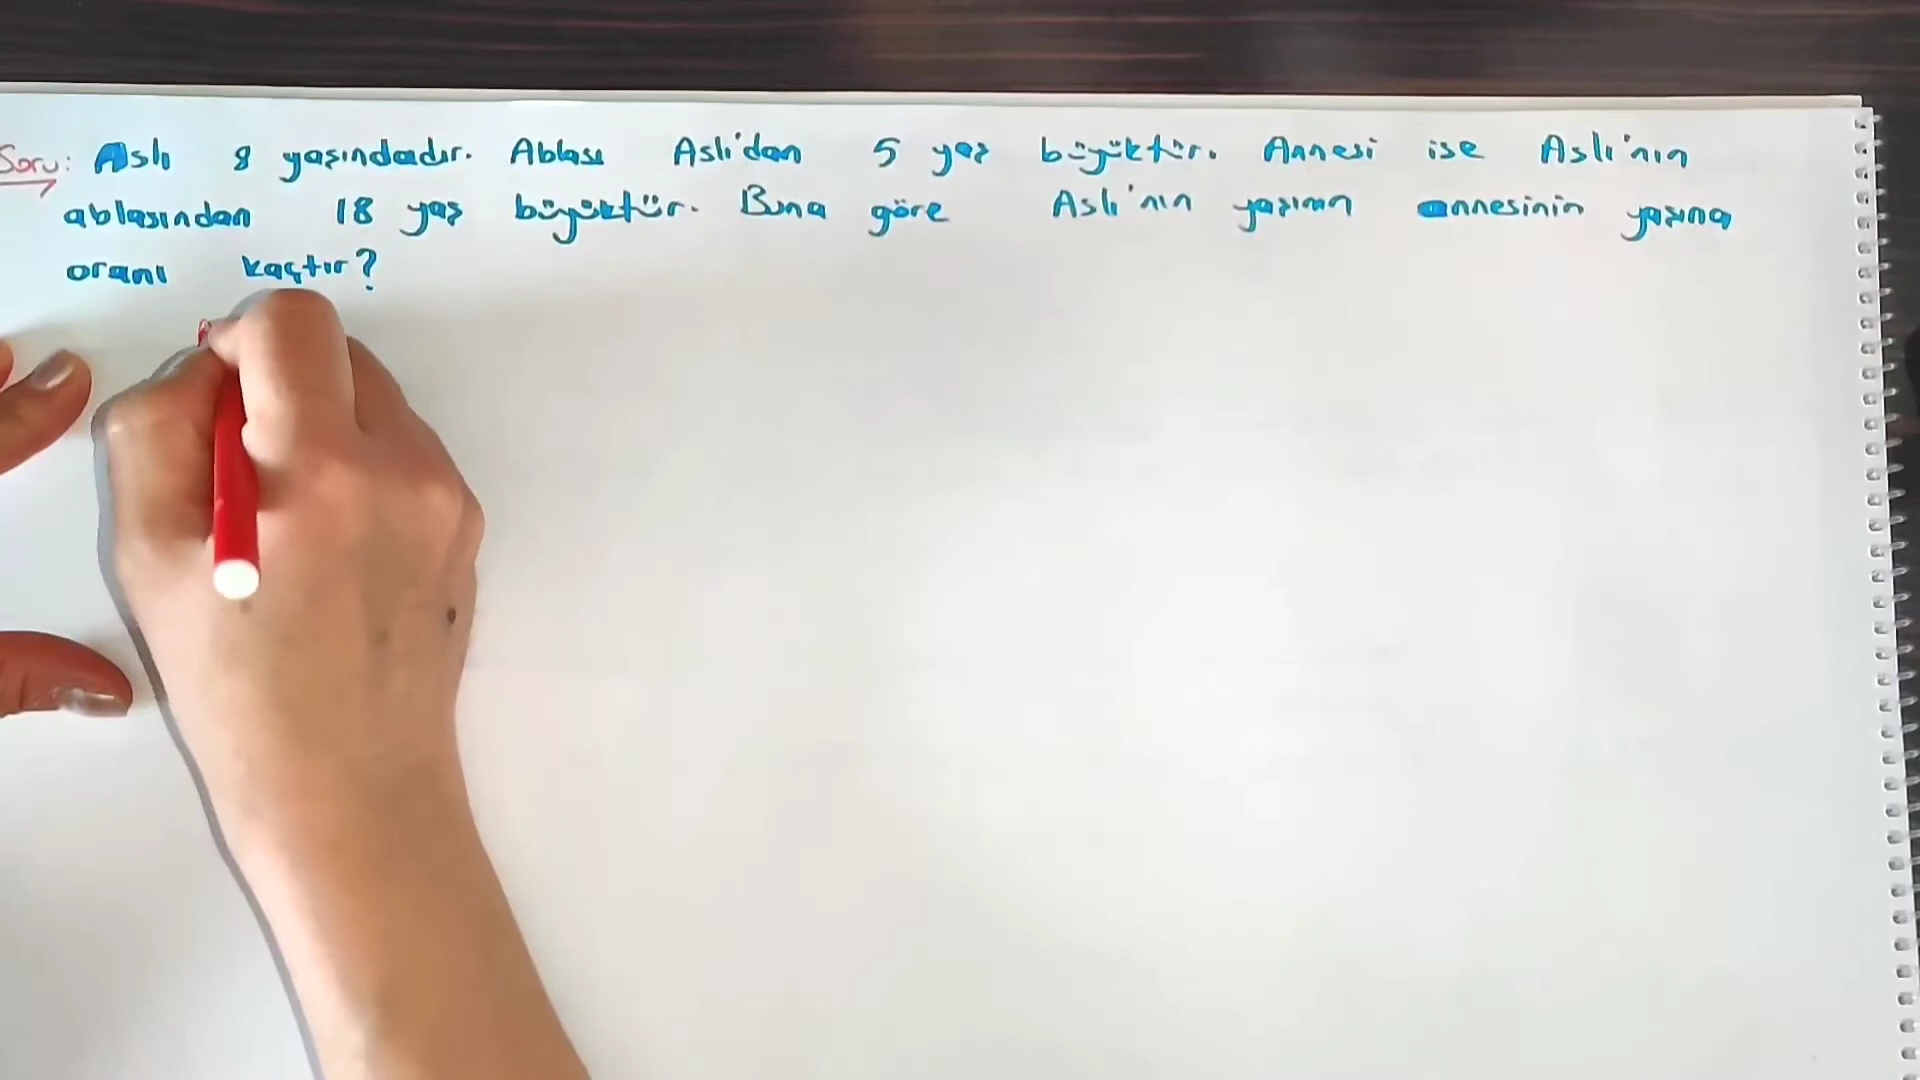 Soru: Aslı 8 yaşındadır. Ablası Aslı'dan 5 yaş büyüktür. Annesi ise Aslı'nın
ablasından 18 yaş büyüktür. Buna göre Aslı'nın yaşının annesinin yaşına
oranı kaçtır?